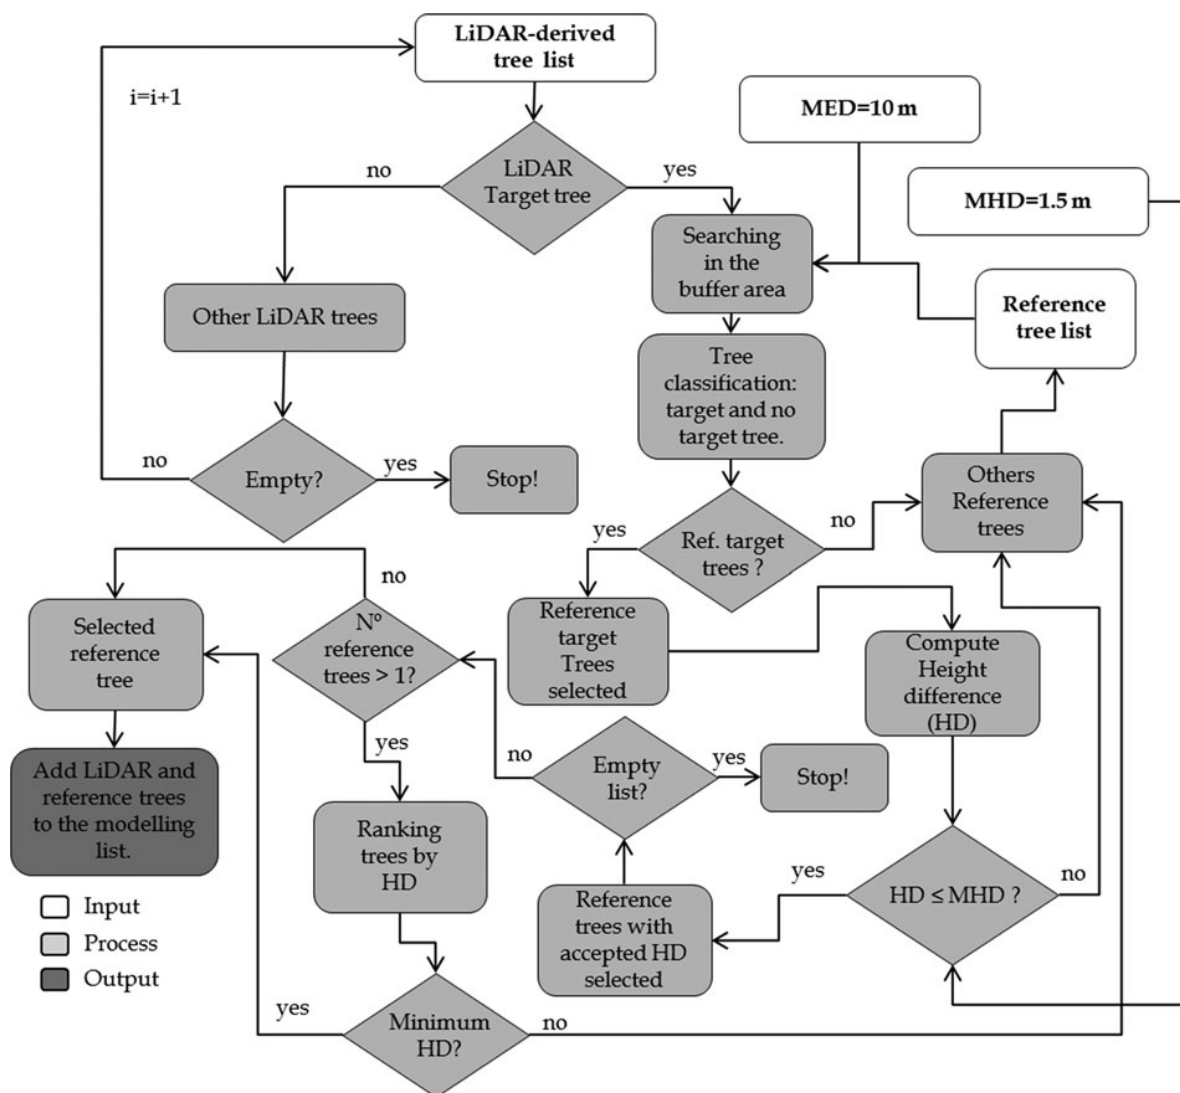 LiDAR-derived
tree list
i=i+1
MED=10 m
MHD=1.5 m
no
LiDAR
Target tree
yes
Searching
in the
buffer area
Reference
tree list
Other LiDAR trees
Tree
classification:
target and no
target tree.
no
Empty?
yes
Stop!
Others
Reference
trees
yes
Ref. target
trees ?
no
no
Selected
reference
tree
Nº
reference
trees > 1?
Reference
target
Trees
selected
Compute
Height
difference
(HD)
yes
no
Empty
list?
yes
Stop!
Add LiDAR and
reference trees
to the modelling
list.
Ranking
trees by
HD
Reference
trees with
accepted HD
selected
yes
HD ≤ MHD ?
no
Input
Process
Output
yes
Minimum
HD?
no